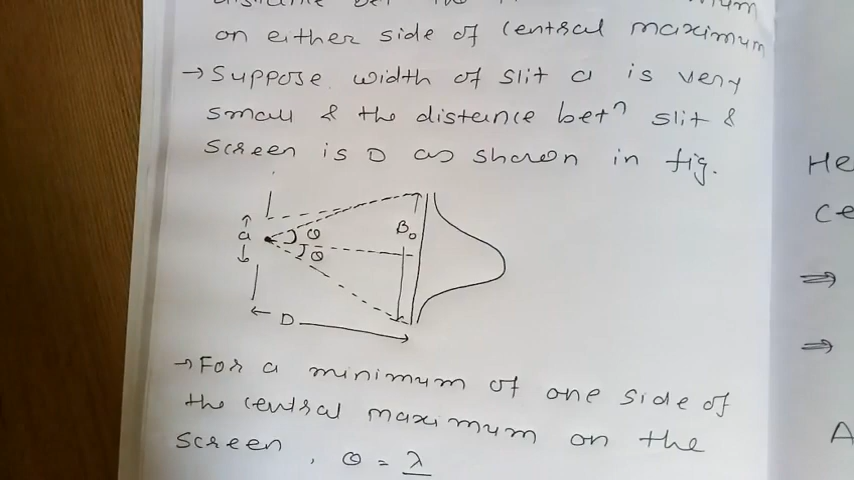 on either side of central maximum
→ Suppose width of slit a is very
small & the distance betⁿ slit &
screen is D as shown in fig.
a
θ
θ
B₀
D
→ For a minimum of one side of
the central maximum on the
screen, θ = λ
He
ce
⇒
⇒
A